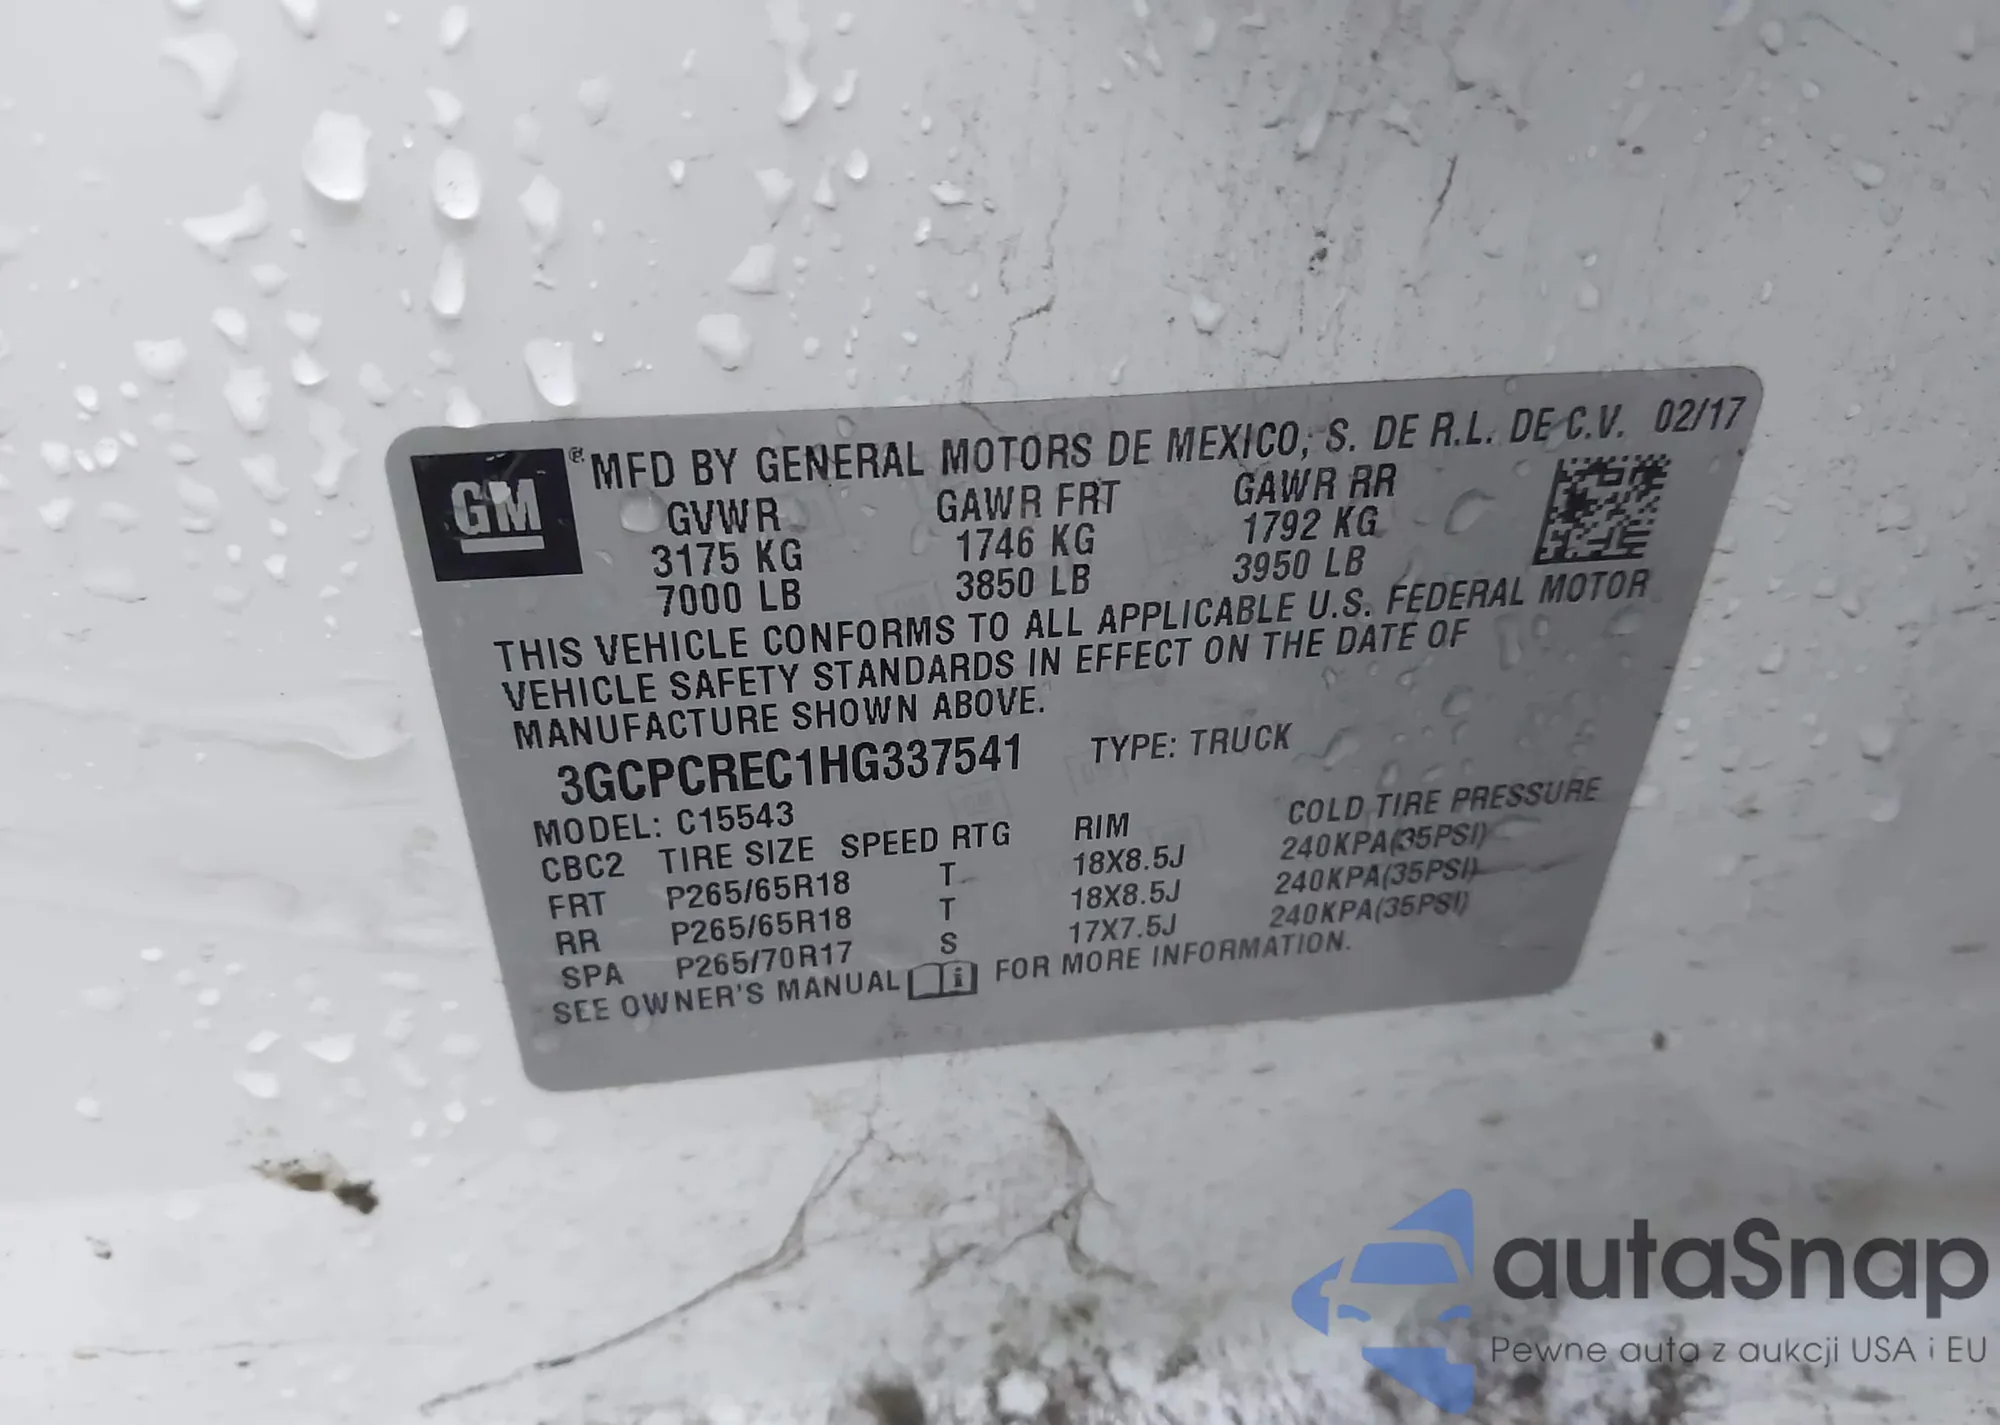 GM ® MFD BY GENERAL MOTORS DE MEXICO, S. DE R.L. DE C.V. 02/17
GVWR GAWR FRT GAWR RR
3175 KG 1746 KG 1792 KG
7000 LB 3850 LB 3950 LB
THIS VEHICLE CONFORMS TO ALL APPLICABLE U.S. FEDERAL MOTOR
VEHICLE SAFETY STANDARDS IN EFFECT ON THE DATE OF
MANUFACTURE SHOWN ABOVE.
3GCPCREC1HG337541 TYPE: TRUCK
MODEL: C15543
CBC2 TIRE SIZE SPEED RTG RIM COLD TIRE PRESSURE
FRT P265/65R18 T 18X8.5J 240KPA(35PSI)
RR P265/65R18 T 18X8.5J 240KPA(35PSI)
SPA P265/70R17 S 17X7.5J 240KPA(35PSI)
SEE OWNER'S MANUAL FOR MORE INFORMATION.
autaSnap
Pewne auta z aukcji USA i EU